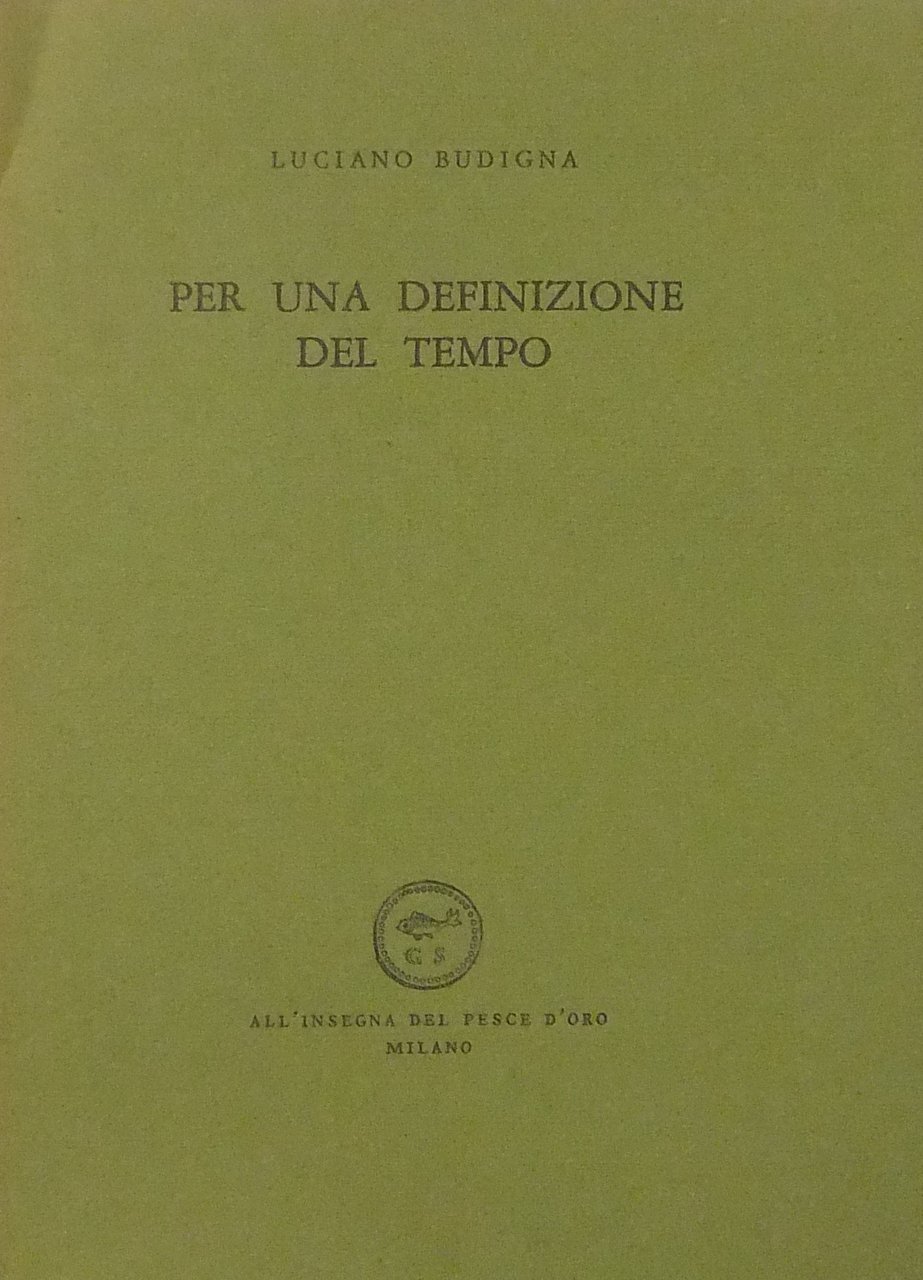 LUCIANO BUDIGNA
PER UNA DEFINIZIONE
DEL TEMPO
G S
ALL'INSEGNA DEL PESCE D'ORO
MILANO